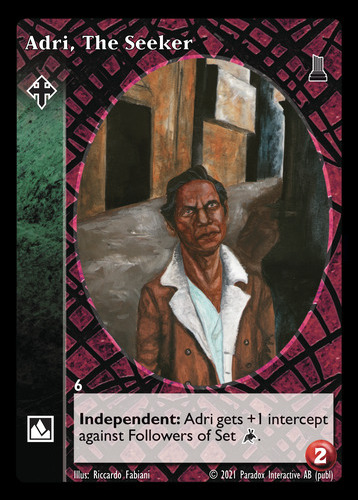 Adri, The Seeker
6
Independent: Adri gets +1 intercept
against Followers of Set .
2
Illus: Riccardo Fabiani © 2021 Paradox Interactive AB (publ)